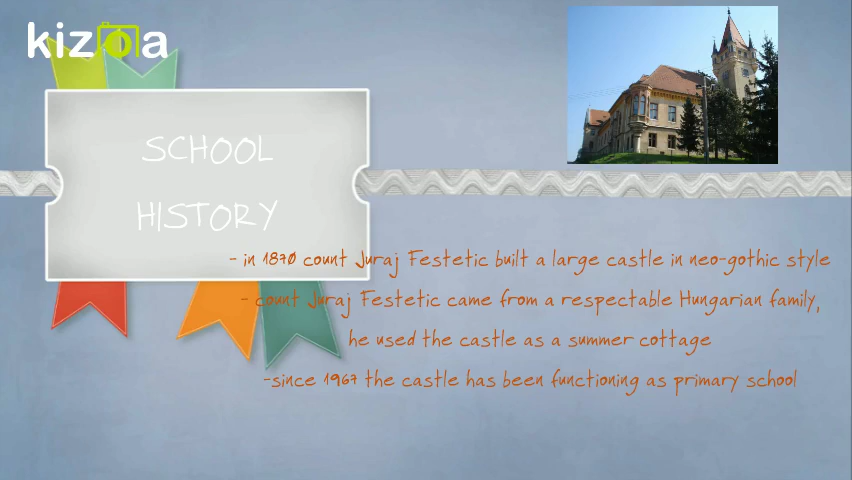 kizoa
SCHOOL
HISTORY
- in 1870 count Juraj Festetic built a large castle in neo-gothic style
- count Juraj Festetic came from a respectable Hungarian family,
he used the castle as a summer cottage
-since 1967 the castle has been functioning as primary school